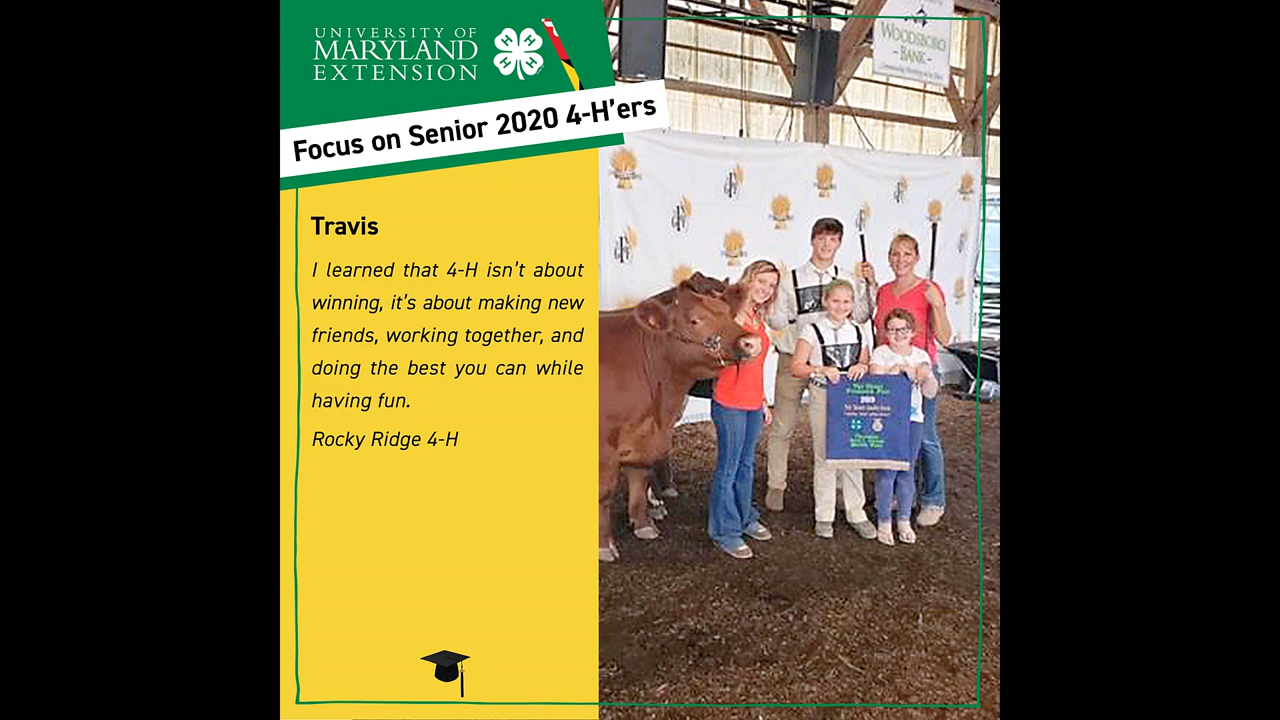 UNIVERSITY OF
MARYLAND
EXTENSION
H H
H H
Focus on Senior 2020 4-H'ers
Travis
I learned that 4-H isn't about
winning, it's about making new
friends, working together, and
doing the best you can while
having fun.
Rocky Ridge 4-H
WOODSBORO
BANK
2019